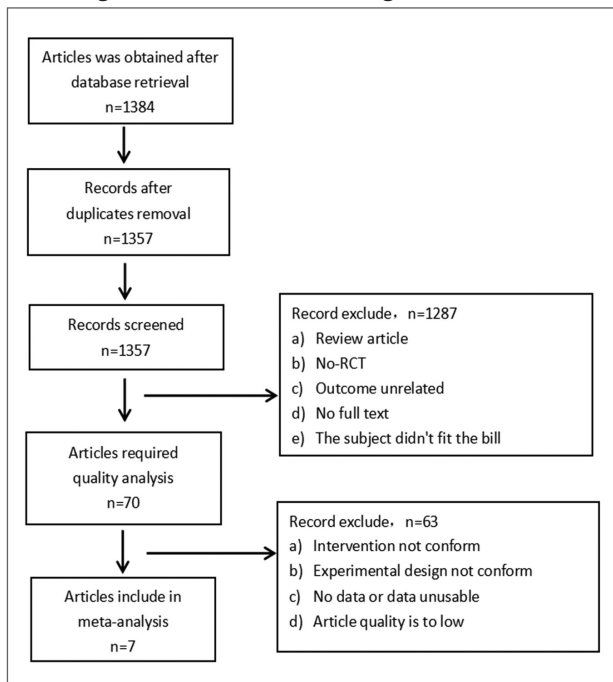 Articles was obtained after
database retrieval
n=1384
Records after
duplicates removal
n=1357
Records screened
n=1357
Record exclude，n=1287
a) Review article
b) No-RCT
c) Outcome unrelated
d) No full text
e) The subject didn't fit the bill
Articles required
quality analysis
n=70
Record exclude，n=63
a) Intervention not conform
b) Experimental design not conform
c) No data or data unusable
d) Article quality is to low
Articles include in
meta-analysis
n=7